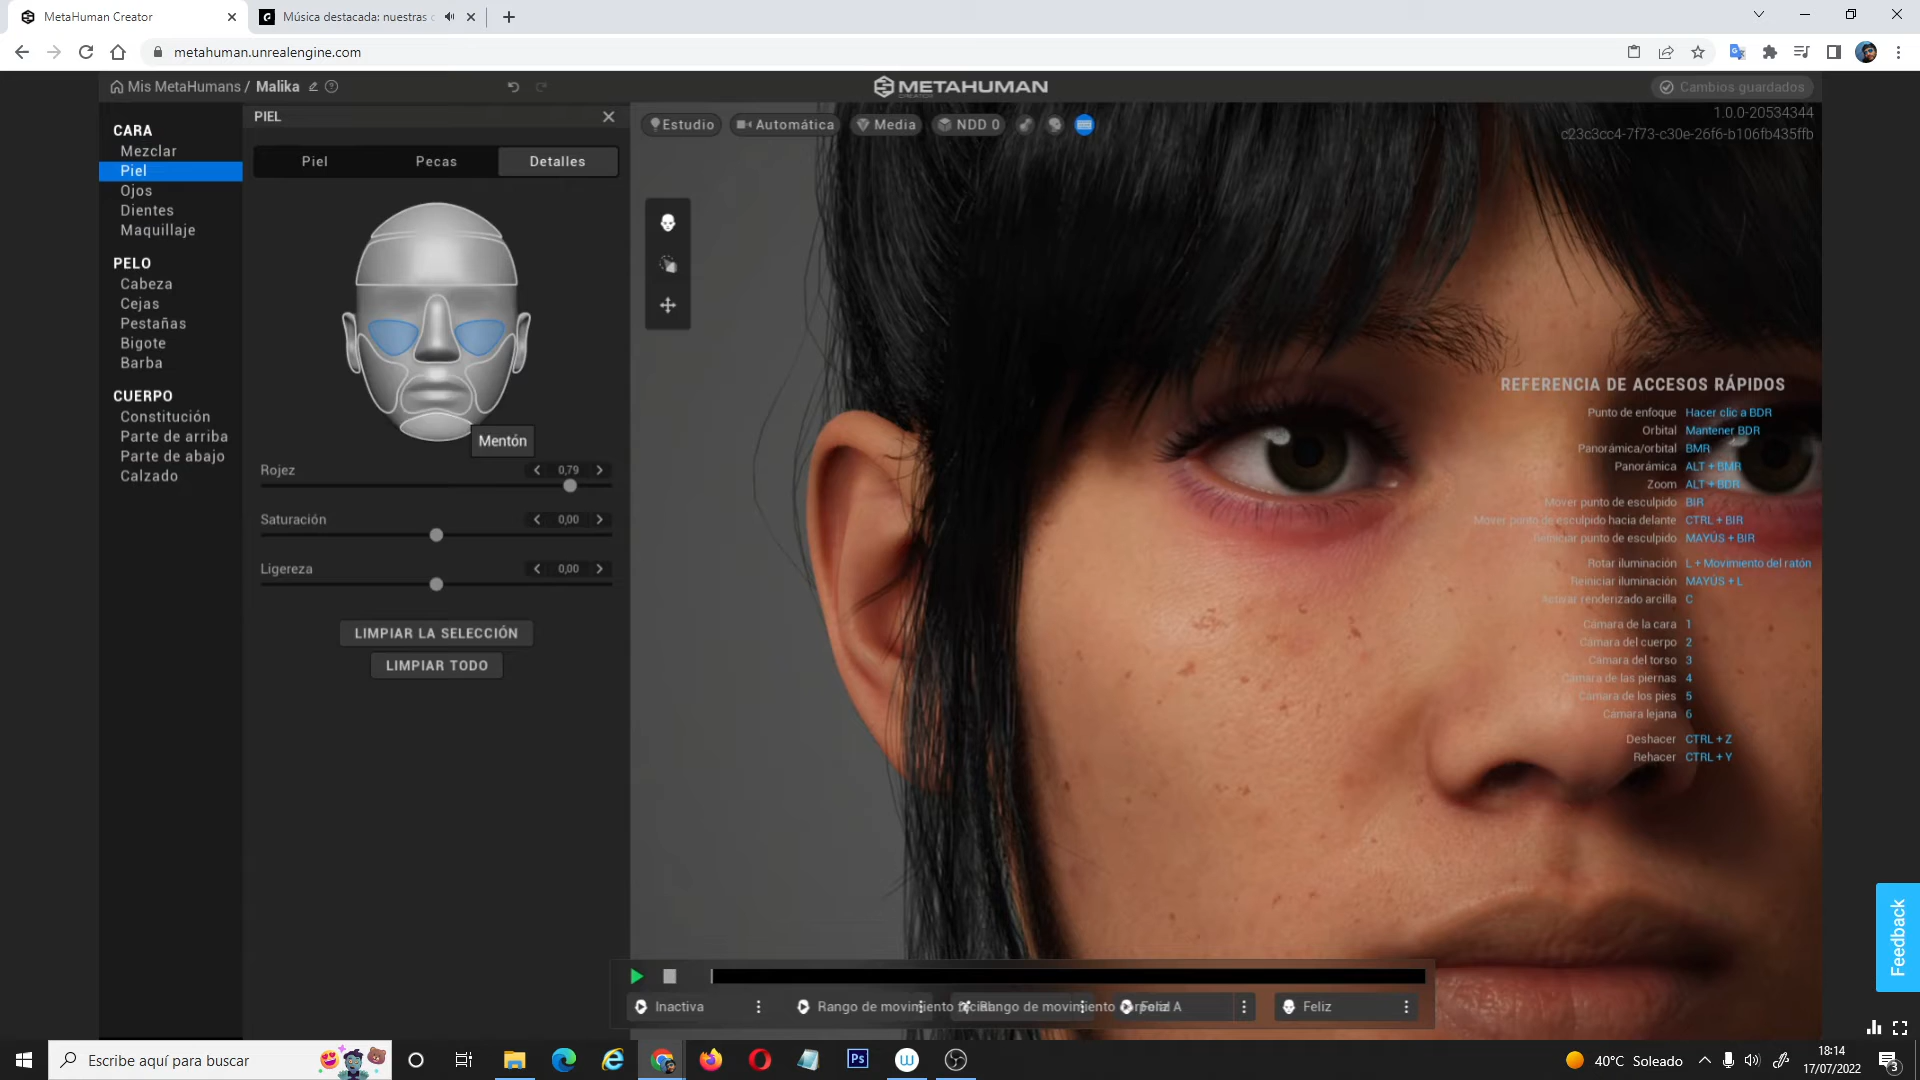 MetaHuman Creator
Música destacada: nuestras
metahuman.unrealengine.com
Mis MetaHumans / Malika
METAHUMAN
CREATOR
Cambios guardados
1.0.0-20534344
c23c3cc4-7f73-c30e-26f6-b106fb435ffb
CARA
Mezclar
Piel
Ojos
Dientes
Maquillaje
PELO
Cabeza
Cejas
Pestañas
Bigote
Barba
CUERPO
Constitución
Parte de arriba
Parte de abajo
Calzado
PIEL
Piel Pecas Detalles
Mentón
Rojez 0,79
Saturación 0,00
Ligereza 0,00
LIMPIAR LA SELECCIÓN
LIMPIAR TODO
Estudio Automática Media NDD 0
REFERENCIA DE ACCESOS RÁPIDOS
Punto de enfoque Hacer clic a BDR
Orbital Mantener BDR
Panorámica/orbital BMR
Panorámica ALT + BMR
Zoom ALT + BDR
Mover punto de esculpido BIR
Mover punto de esculpido hacia delante CTRL + BIR
Reiniciar punto de esculpido MAYÚS + BIR
Rotar iluminación L + Movimiento del ratón
Reiniciar iluminación MAYÚS + L
Activar renderizado arcilla C
Cámara de la cara 1
Cámara del cuerpo 2
Cámara del torso 3
Cámara de las piernas 4
Cámara de los pies 5
Cámara lejana 6
Deshacer CTRL + Z
Rehacer CTRL + Y
Feedback
Inactiva Rango de movimiento facial Rango de movimiento corporal Feliz A Feliz
Escribe aquí para buscar
Ps
40°C Soleado
18:14
17/07/2022
3